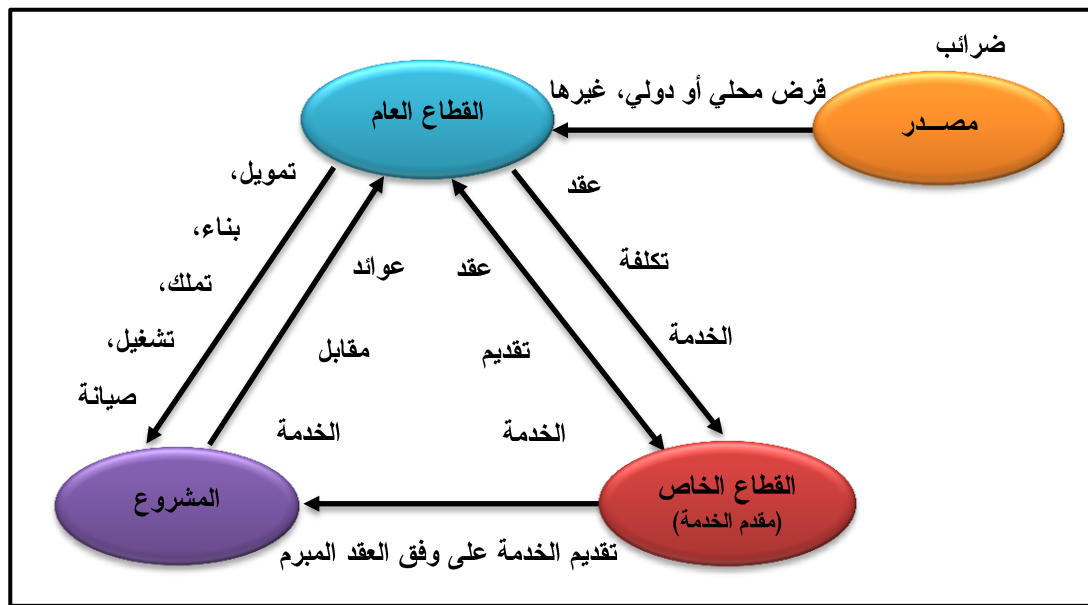 ضرائب
قرض محلي أو دولي، غيرها
مصـــدر
القطاع العام
عقد
تكلفة
الخدمة
عقد
تقديم
الخدمة
عوائد
مقابل
الخدمة
تمويل،
بناء،
تملك،
تشغيل،
صيانة
القطاع الخاص
(مقدم الخدمة)
المشروع
تقديم الخدمة على وفق العقد المبرم